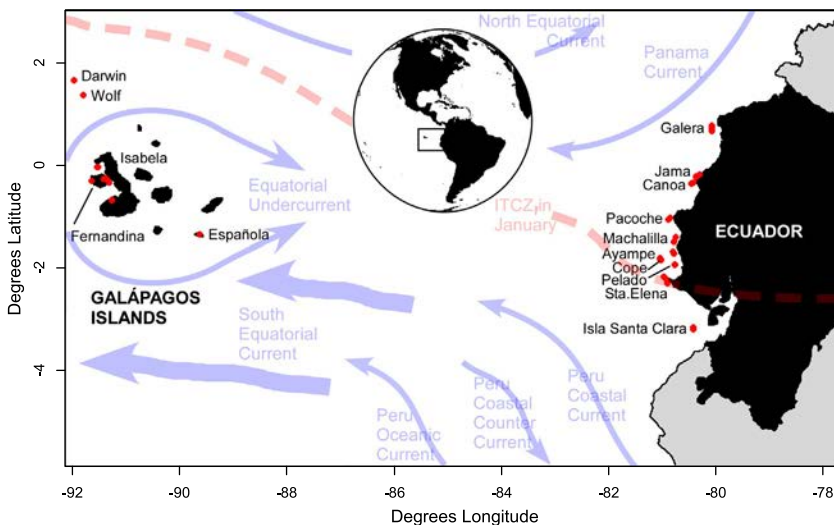 North Equatorial
Current
Panama
Current
Darwin
Wolf
Galera
Isabela
Jama
Canoa
Equatorial
Undercurrent
ITCZ in
January
Pacoche
Fernandina
Española
Machalilla
ECUADOR
Ayampe
Cope
Pelado
Sta.Elena
GALÁPAGOS
ISLANDS
South
Equatorial
Current
Isla Santa Clara
Peru
Oceanic
Current
Peru
Coastal
Counter
Current
Peru
Coastal
Current
2
0
-2
-4
Degrees Latitude
-92
-90
-88
-86
-84
-82
-80
-78
Degrees Longitude